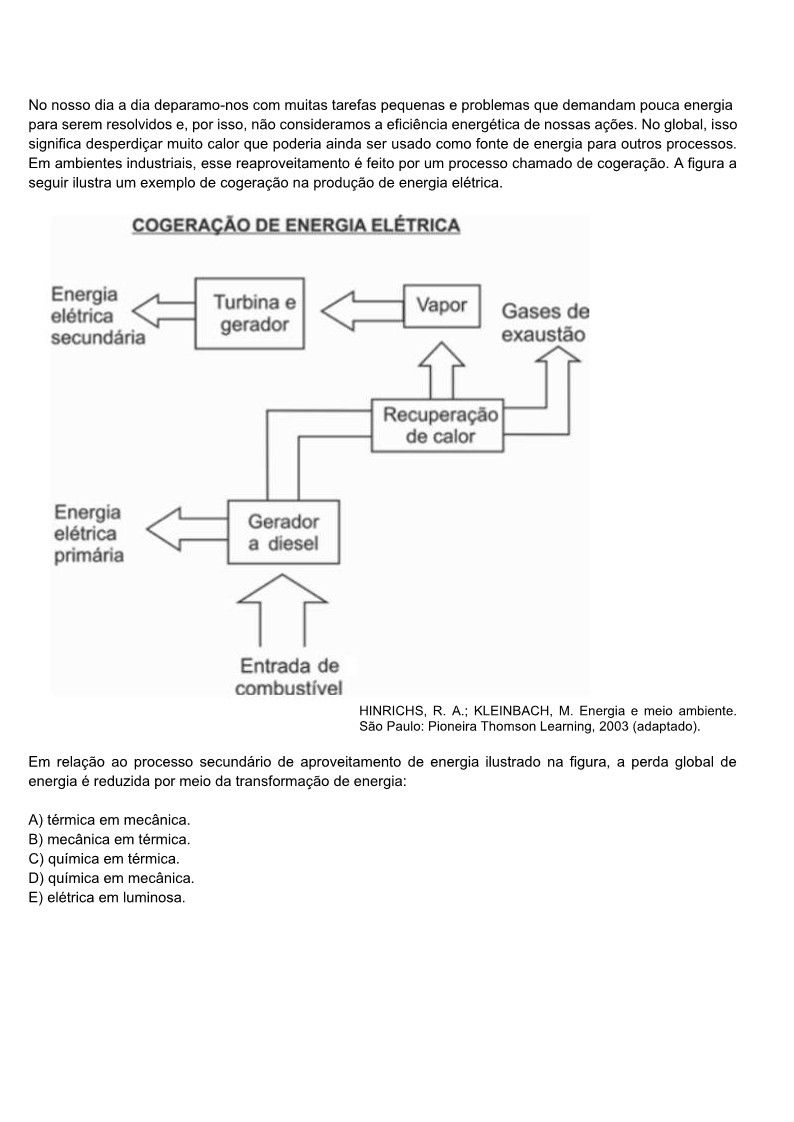 No nosso dia a dia deparamo-nos com muitas tarefas pequenas e problemas que demandam pouca energia
para serem resolvidos e, por isso, não consideramos a eficiência energética de nossas ações. No global, isso
significa desperdiçar muito calor que poderia ainda ser usado como fonte de energia para outros processos.
Em ambientes industriais, esse reaproveitamento é feito por um processo chamado de cogeração. A figura a
seguir ilustra um exemplo de cogeração na produção de energia elétrica.
COGERAÇÃO DE ENERGIA ELÉTRICA
Energia
elétrica
secundária
Turbina e
gerador
Vapor
Gases de
exaustão
Recuperação
de calor
Energia
elétrica
primária
Gerador
a diesel
Entrada de
combustível
HINRICHS, R. A.; KLEINBACH, M. Energia e meio ambiente.
São Paulo: Pioneira Thomson Learning, 2003 (adaptado).
Em relação ao processo secundário de aproveitamento de energia ilustrado na figura, a perda global de
energia é reduzida por meio da transformação de energia:
A) térmica em mecânica.
B) mecânica em térmica.
C) química em térmica.
D) química em mecânica.
E) elétrica em luminosa.